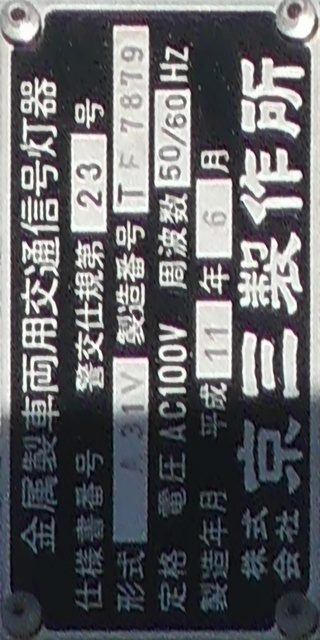 金属製車両用交通信号灯器
仕様書番号 警交仕規第 23 号
形式 A31V 製造番号 TF7879
定格 電圧 AC100V 周波数 50/60 Hz
製造年月 平成 11 年 6 月
株式会社 京三製作所